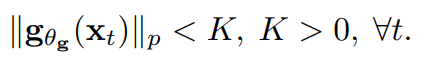 ‖g_{θ_g}(x_t)‖_p < K, K > 0, ∀t.